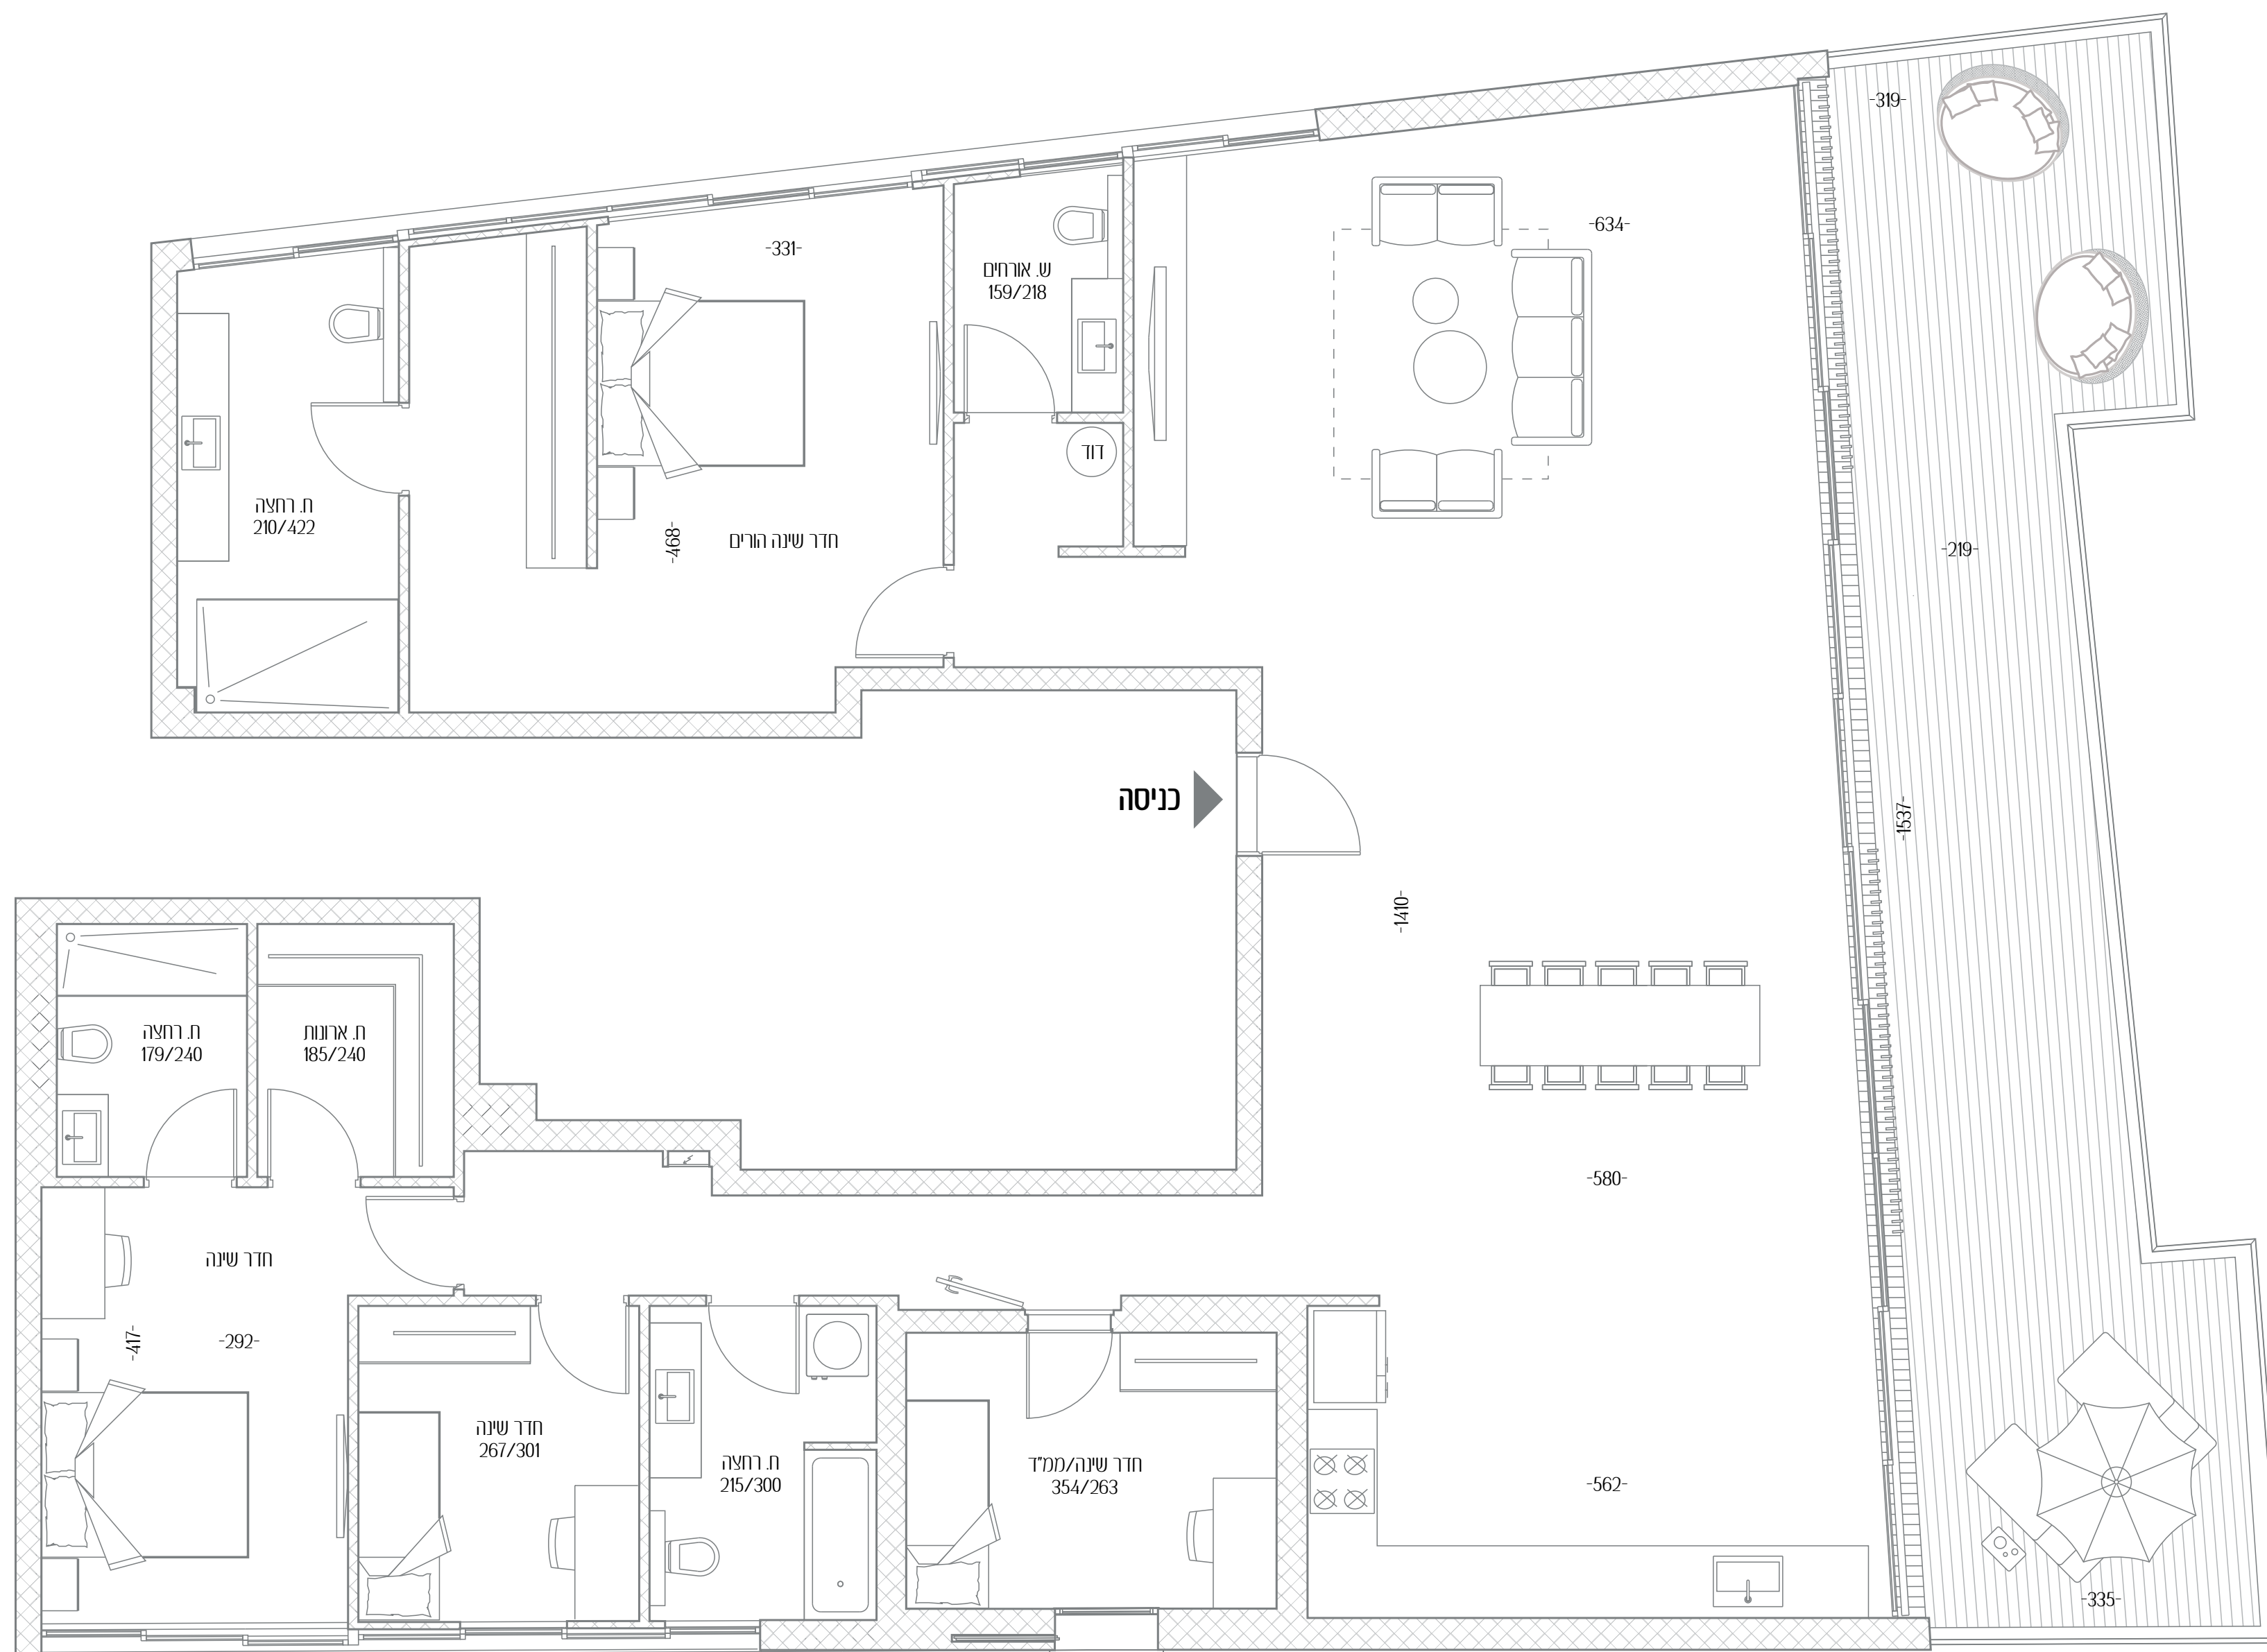 -319-
-634-
-331-
ש. אורחים
159/218
דוד
ח. רחצה
210/422
-468-
חדר שינה הורים
-219-
כניסה
-1537-
-1410-
ח. רחצה
179/240
ח. ארונות
185/240
-580-
חדר שינה
-417-
-292-
חדר שינה
267/301
ח. רחצה
215/300
חדר שינה/ממ"ד
354/263
-562-
-335-